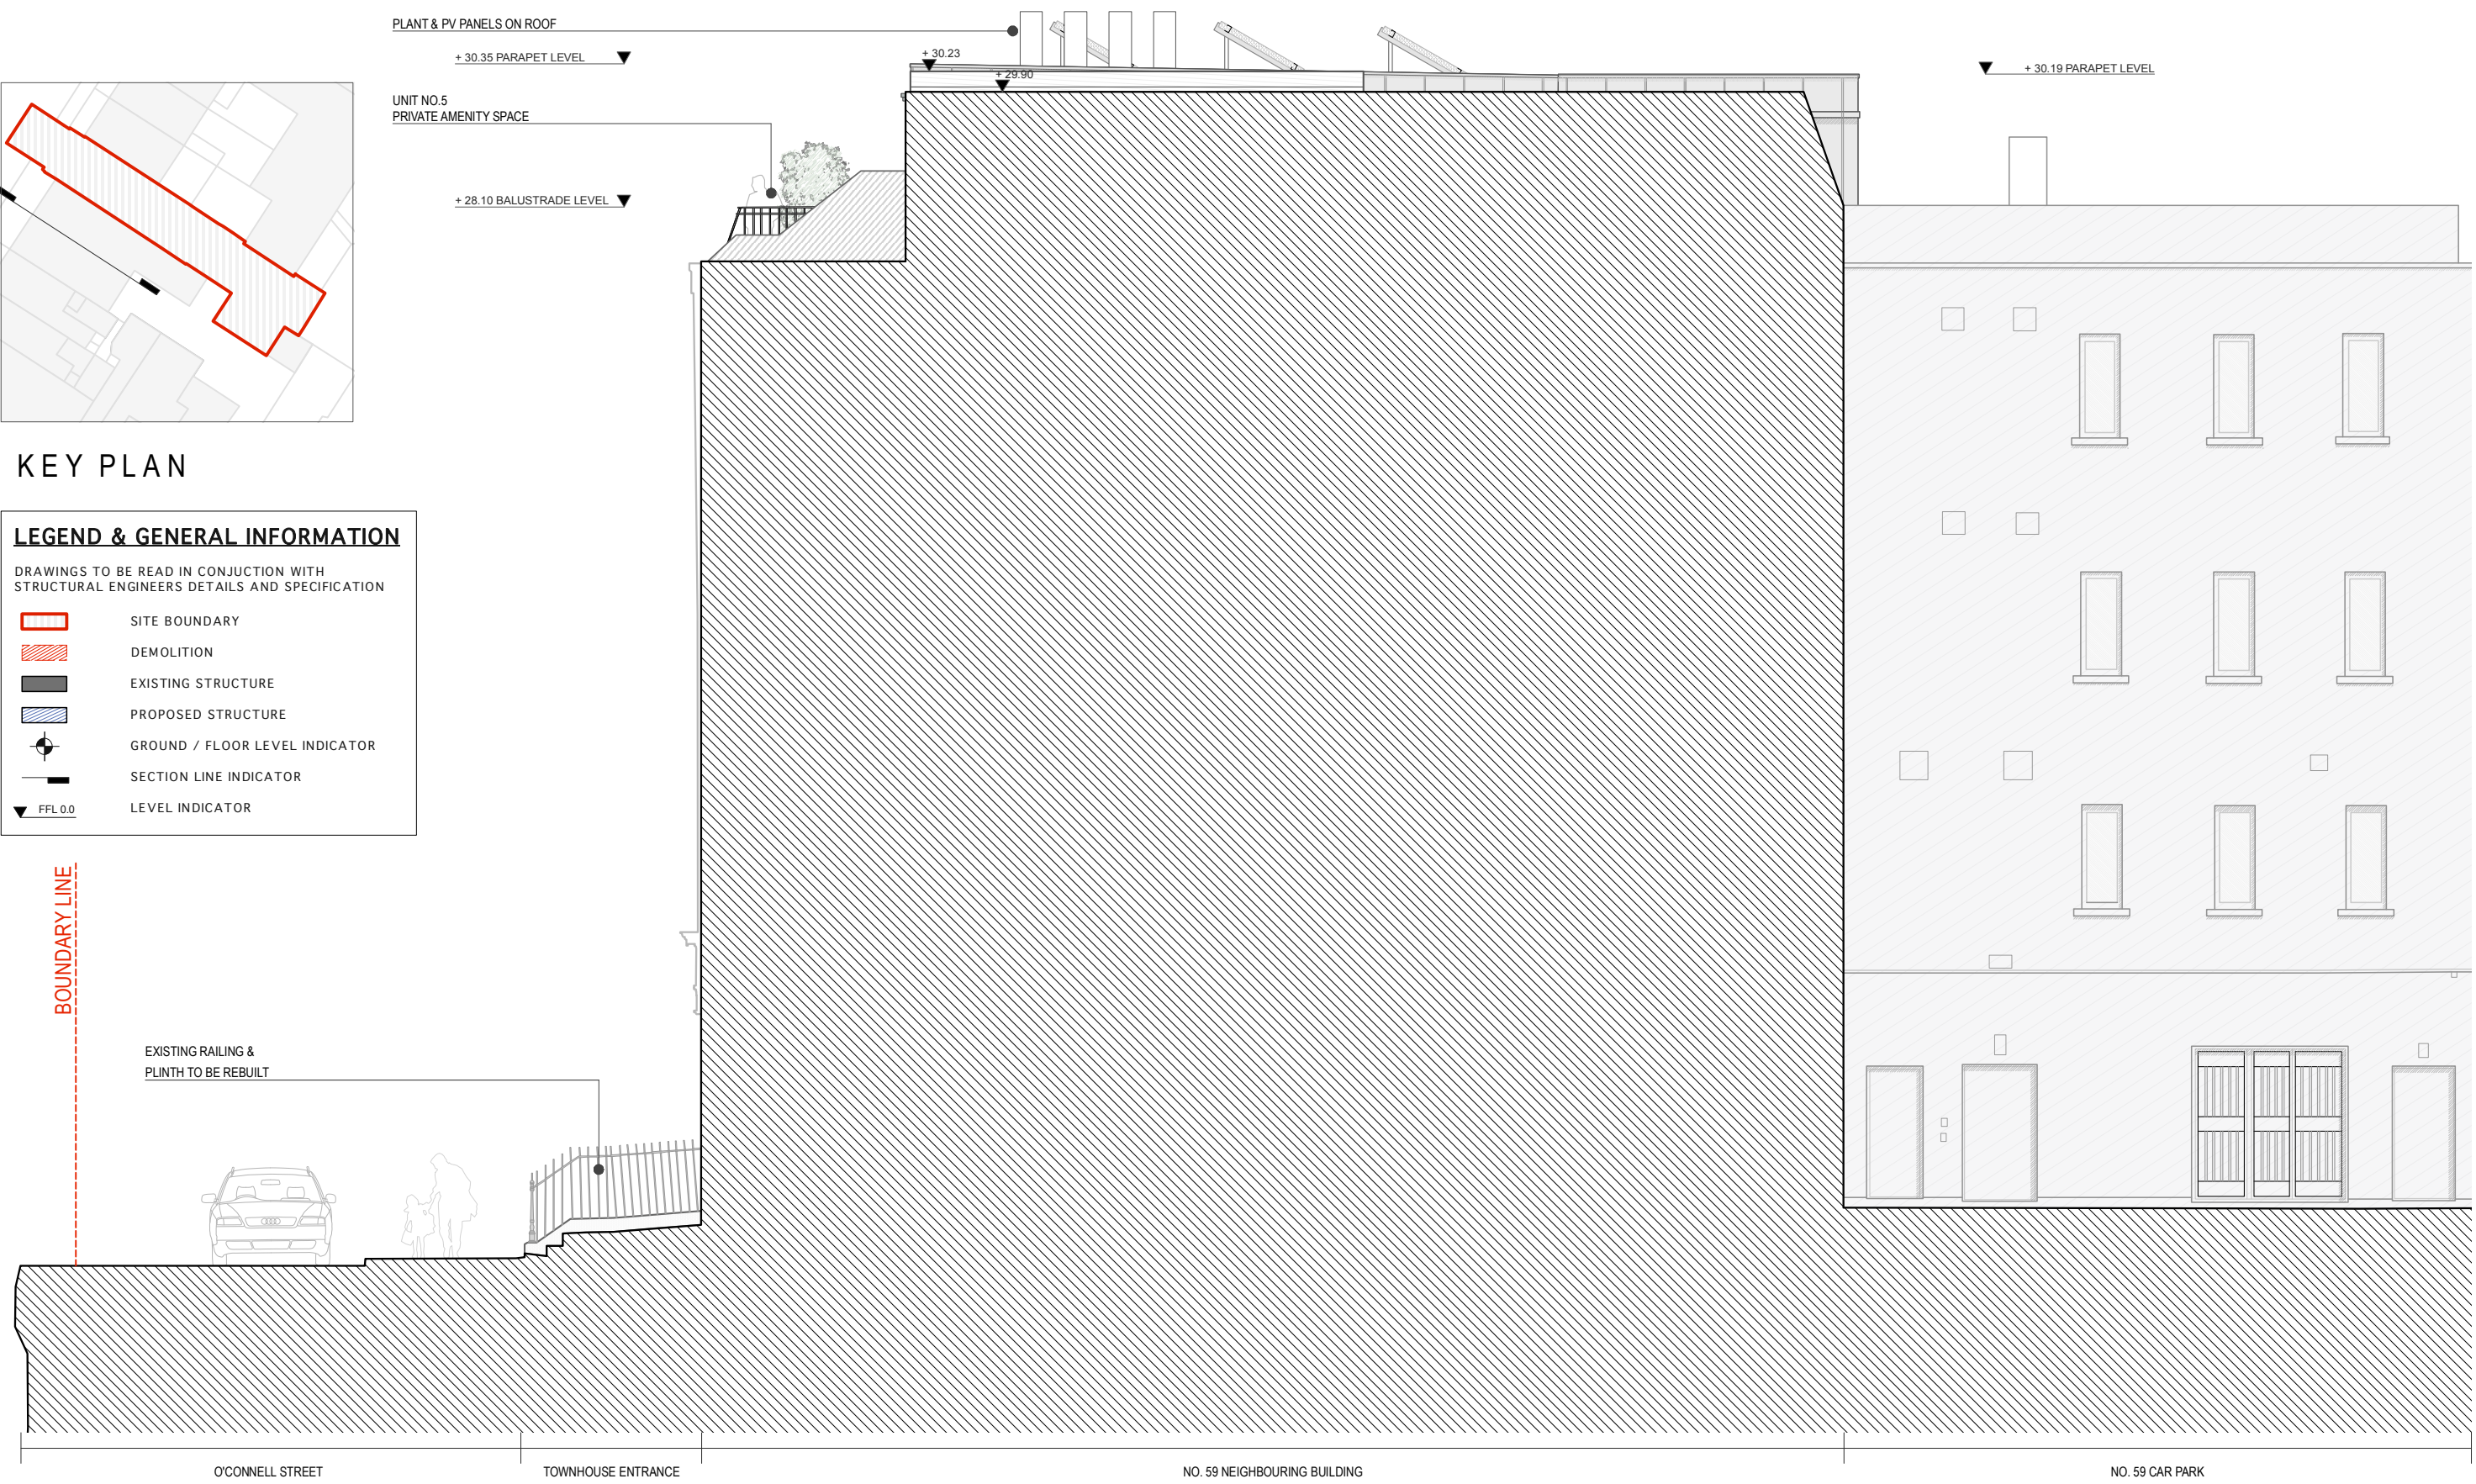 PLANT & PV PANELS ON ROOF
+ 30.35 PARAPET LEVEL
+ 30.23
+ 29.90
+ 30.19 PARAPET LEVEL
UNIT NO.5
PRIVATE AMENITY SPACE
+ 28.10 BALUSTRADE LEVEL
KEY PLAN
LEGEND & GENERAL INFORMATION
DRAWINGS TO BE READ IN CONJUCTION WITH
STRUCTURAL ENGINEERS DETAILS AND SPECIFICATION
SITE BOUNDARY
DEMOLITION
EXISTING STRUCTURE
PROPOSED STRUCTURE
GROUND / FLOOR LEVEL INDICATOR
SECTION LINE INDICATOR
FFL 0.0 LEVEL INDICATOR
BOUNDARY LINE
EXISTING RAILING &
PLINTH TO BE REBUILT
O'CONNELL STREET
TOWNHOUSE ENTRANCE
NO. 59 NEIGHBOURING BUILDING
NO. 59 CAR PARK